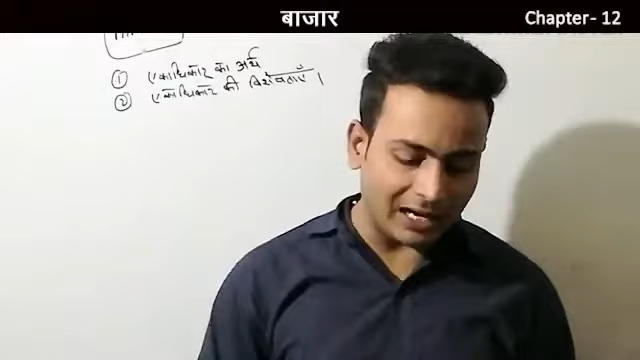 बाजार
Chapter- 12
① एकाधिकार का अर्थ
② एकाधिकार की विशेषताएँ।